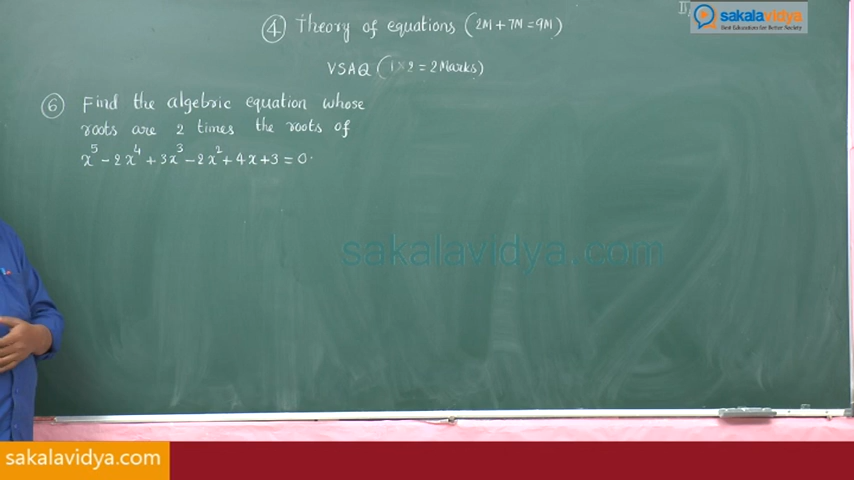 ④ Theory of equations (2M + 7M = 9M)
II
sakalavidya
Best Education for Better Society
VSAQ (1 × 2 = 2 Marks)
⑥ Find the algebric equation whose
roots are 2 times the roots of
x⁵ - 2x⁴ + 3x³ - 2x² + 4x + 3 = 0.
sakalavidya.com
sakalavidya.com